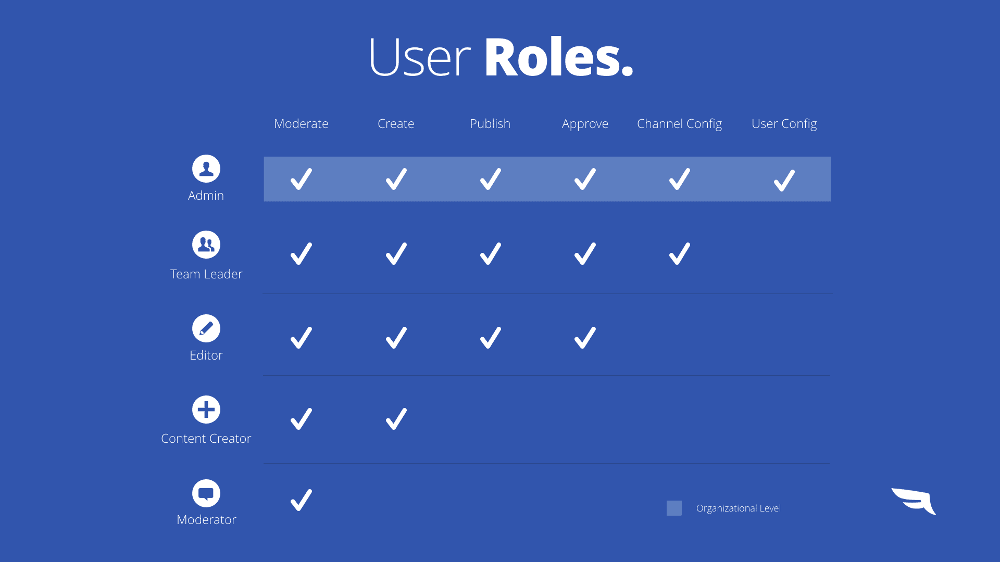 User Roles.
Moderate Create Publish Approve Channel Config User Config
Admin
Team Leader
Editor
Content Creator
Moderator
Organizational Level